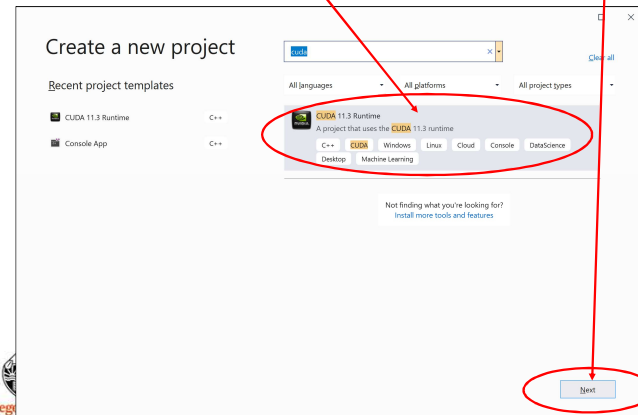 Create a new project
cuda
Clear all
Recent project templates
All languages
All platforms
All project types
CUDA 11.3 Runtime C++
Console App C++
CUDA 11.3 Runtime
A project that uses the CUDA 11.3 runtime
C++ CUDA Windows Linux Cloud Console DataScience
Desktop Machine Learning
Not finding what you're looking for?
Install more tools and features
Next